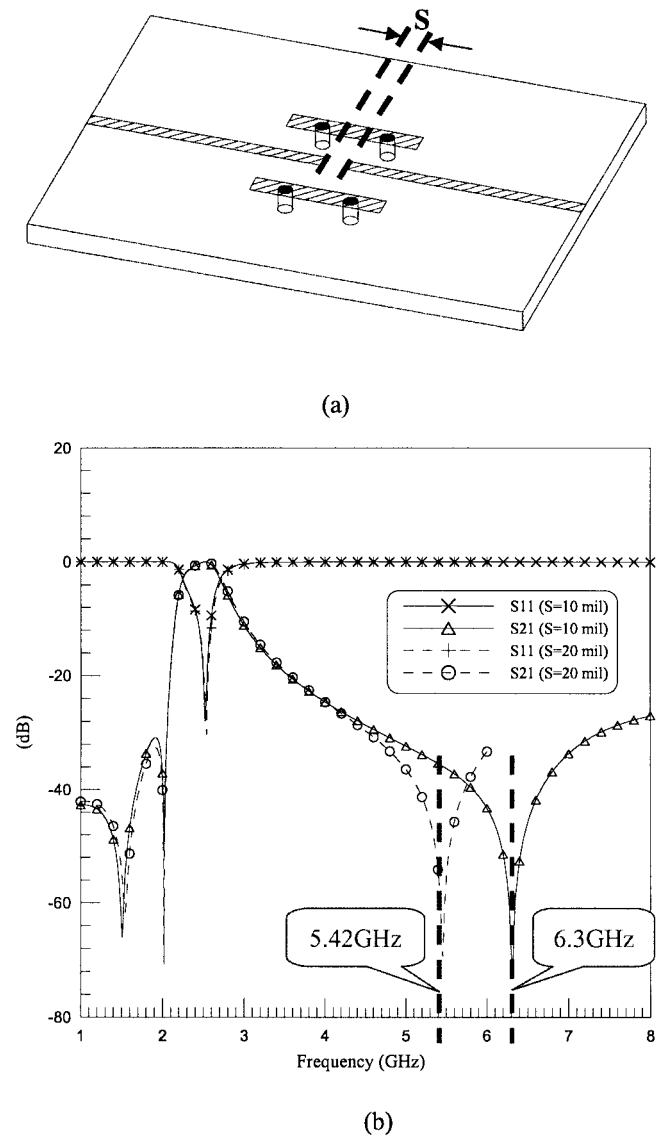 S
(a)
20
0
-20
-40
-60
-80
(dB)
S11 (S=10 mil)
S21 (S=10 mil)
S11 (S=20 mil)
S21 (S=20 mil)
5.42GHz
6.3GHz
1 2 3 4 5 6 7 8
Frequency (GHz)
(b)